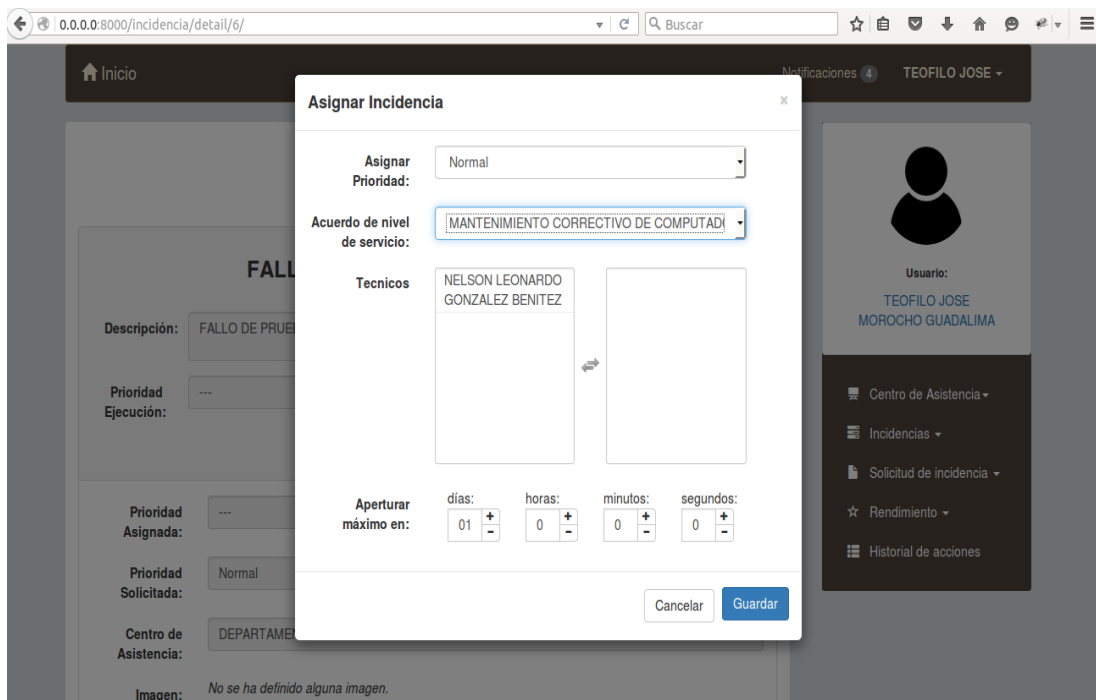 0.0.0.0:8000/incidencia/detail/6/
Buscar
Inicio
Notificaciones 4
TEOFILO JOSE
Asignar Incidencia
×
Asignar Prioridad:
Normal
Acuerdo de nivel de servicio:
MANTENIMIENTO CORRECTIVO DE COMPUTAD
Tecnicos
NELSON LEONARDO
GONZALEZ BENITEZ
Aperturar máximo en:
días:
horas:
minutos:
segundos:
01
0
0
0
+
-
+
-
+
-
+
-
Cancelar
Guardar
FALL
Descripción:
FALLO DE PRUE
Prioridad Ejecución:
---
Prioridad Asignada:
---
Prioridad Solicitada:
Normal
Centro de Asistencia:
DEPARTAME
Imagen:
No se ha definido alguna imagen.
Usuario:
TEOFILO JOSE
MOROCHO GUADALIMA
Centro de Asistencia
Incidencias
Solicitud de incidencia
Rendimiento
Historial de acciones